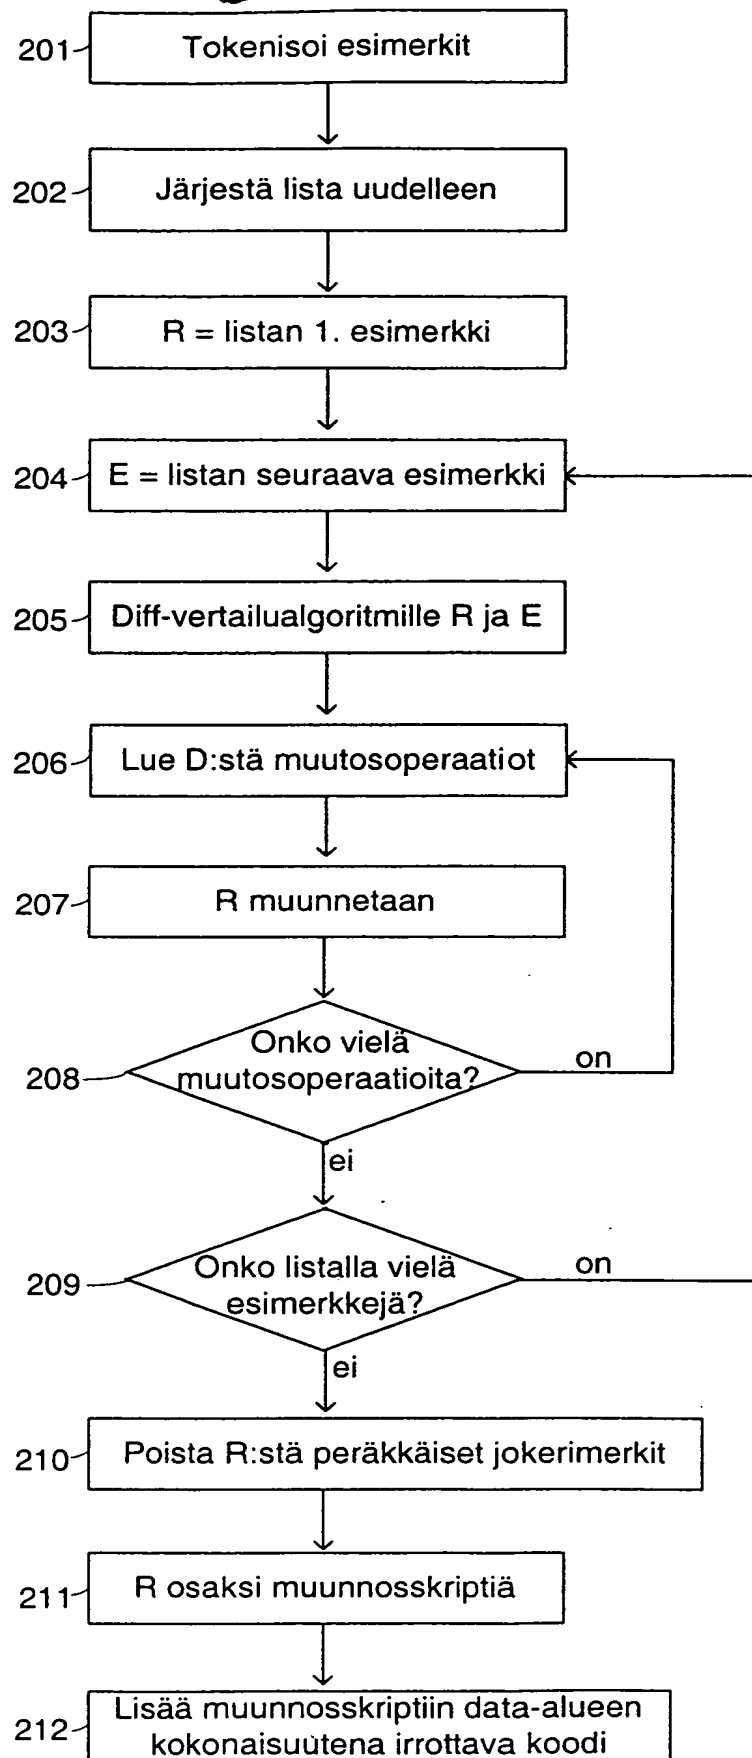 201 Tokenisoi esimerkit
202 Järjestä lista uudelleen
203 R = listan 1. esimerkki
204 E = listan seuraava esimerkki
205 Diff-vertailualgoritmille R ja E
206 Lue D:stä muutosoperaatiot
207 R muunnetaan
Onko vielä
208 muutosoperaatioita? on
ei
Onko listalla vielä on
209 esimerkkejä?
ei
210 Poista R:stä peräkkäiset jokerimerkit
211 R osaksi muunnosskriptiä
Lisää muunnosskriptiin data-alueen
212 kokonaisuutena irrottava koodi